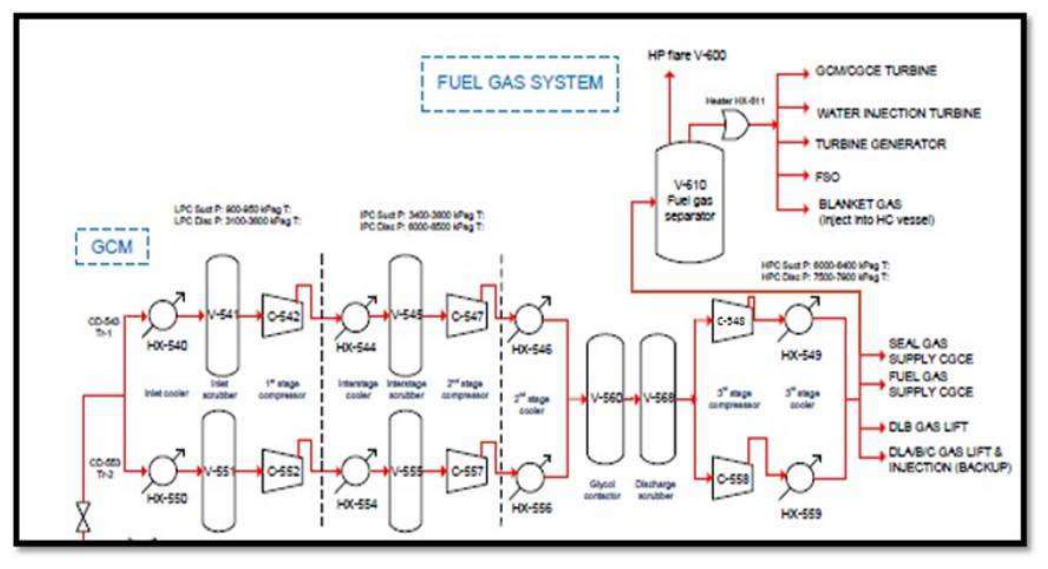 FUEL GAS SYSTEM
HP flare V-600
Heater HX-611
GCM/CGCE TURBINE
WATER INJECTION TURBINE
TURBINE GENERATOR
FSO
BLANKET GAS
(Inject Into HC vessel)
V-610
Fuel gas
separator
GCM
LPC Suct P: 900-950 kPag T:
LPC Disc P: 3100-3600 kPag T:
IPC Suct P: 3400-3800 kPag T:
IPC Disc P: 6000-6500 kPag T:
HPC Suct P: 6000-6400 kPag T:
HPC Disc P: 7500-7900 kPag T:
CD-543
Tr-1
HX-540
V-541
C-542
HX-544
V-545
C-547
HX-546
C-548
HX-549
Inlet cooler
Inlet
scrubber
1st stage
compressor
Interstage
cooler
Interstage
scrubber
2nd stage
compressor
2nd stage
cooler
V-560
V-568
3rd stage
compressor
3rd stage
cooler
SEAL GAS
SUPPLY CGCE
FUEL GAS
SUPPLY CGCE
DLB GAS LIFT
DLA/B/C GAS LIFT &
INJECTION (BACKUP)
CD-553
Tr-2
HX-550
V-551
C-552
HX-554
V-555
C-557
HX-556
Glycol
contactor
Discharge
scrubber
C-558
HX-559